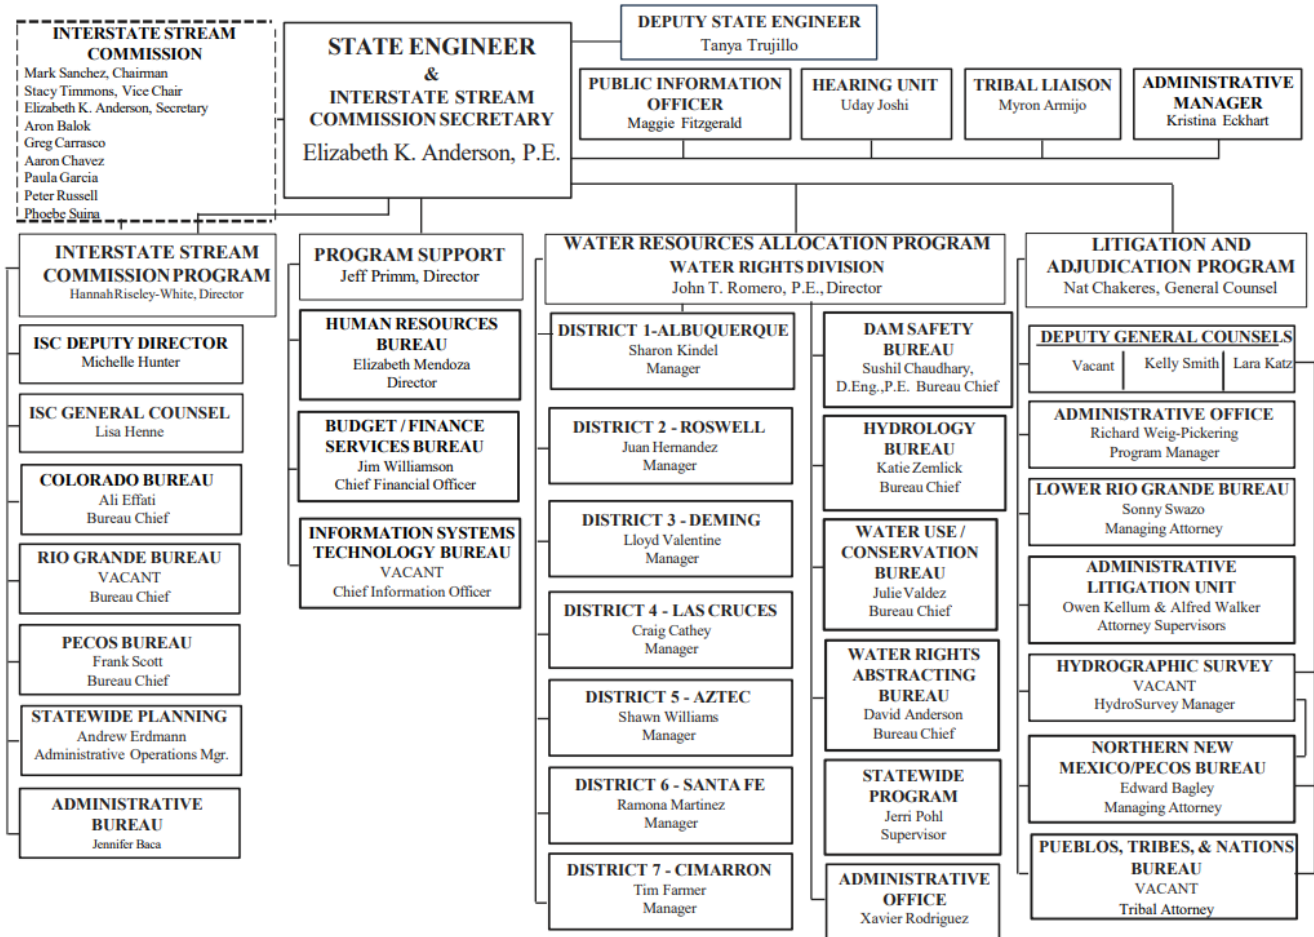 INTERSTATE STREAM
COMMISSION
Mark Sanchez, Chairman
Stacy Timmons, Vice Chair
Elizabeth K. Anderson, Secretary
Aron Balok
Greg Carrasco
Aaron Chavez
Paula Garcia
Peter Russell
Phoebe Suina
STATE ENGINEER
&
INTERSTATE STREAM
COMMISSION SECRETARY
Elizabeth K. Anderson, P.E.
DEPUTY STATE ENGINEER
Tanya Trujillo
PUBLIC INFORMATION
OFFICER
Maggie Fitzgerald
HEARING UNIT
Uday Joshi
TRIBAL LIAISON
Myron Armijo
ADMINISTRATIVE
MANAGER
Kristina Eckhart
INTERSTATE STREAM
COMMISSION PROGRAM
Hannah Riseley-White, Director
ISC DEPUTY DIRECTOR
Michelle Hunter
ISC GENERAL COUNSEL
Lisa Henne
COLORADO BUREAU
Ali Effati
Bureau Chief
RIO GRANDE BUREAU
VACANT
Bureau Chief
PECOS BUREAU
Frank Scott
Bureau Chief
STATEWIDE PLANNING
Andrew Erdmann
Administrative Operations Mgr.
ADMINISTRATIVE
BUREAU
Jennifer Baca
PROGRAM SUPPORT
Jeff Primm, Director
HUMAN RESOURCES
BUREAU
Elizabeth Mendoza
Director
BUDGET / FINANCE
SERVICES BUREAU
Jim Williamson
Chief Financial Officer
INFORMATION SYSTEMS
TECHNOLOGY BUREAU
VACANT
Chief Information Officer
WATER RESOURCES ALLOCATION PROGRAM
WATER RIGHTS DIVISION
John T. Romero, P.E., Director
DISTRICT 1-ALBUQUERQUE
Sharon Kindel
Manager
DISTRICT 2 - ROSWELL
Juan Hernandez
Manager
DISTRICT 3 - DEMING
Lloyd Valentine
Manager
DISTRICT 4 - LAS CRUCES
Craig Cathey
Manager
DISTRICT 5 - AZTEC
Shawn Williams
Manager
DISTRICT 6 - SANTA FE
Ramona Martinez
Manager
DISTRICT 7 - CIMARRON
Tim Farmer
Manager
DAM SAFETY
BUREAU
Sushil Chaudhary,
D.Eng.,P.E. Bureau Chief
HYDROLOGY
BUREAU
Katie Zemlick
Bureau Chief
WATER USE /
CONSERVATION
BUREAU
Julie Valdez
Bureau Chief
WATER RIGHTS
ABSTRACTING
BUREAU
David Anderson
Bureau Chief
STATEWIDE
PROGRAM
Jerri Pohl
Supervisor
ADMINISTRATIVE
OFFICE
Xavier Rodriguez
LITIGATION AND
ADJUDICATION PROGRAM
Nat Chakeres, General Counsel
DEPUTY GENERAL COUNSELS
Vacant Kelly Smith Lara Katz
ADMINISTRATIVE OFFICE
Richard Weig-Pickering
Program Manager
LOWER RIO GRANDE BUREAU
Sonny Swazo
Managing Attorney
ADMINISTRATIVE
LITIGATION UNIT
Owen Kellum & Alfred Walker
Attorney Supervisors
HYDROGRAPHIC SURVEY
VACANT
HydroSurvey Manager
NORTHERN NEW
MEXICO/PECOS BUREAU
Edward Bagley
Managing Attorney
PUEBLOS, TRIBES, & NATIONS
BUREAU
VACANT
Tribal Attorney